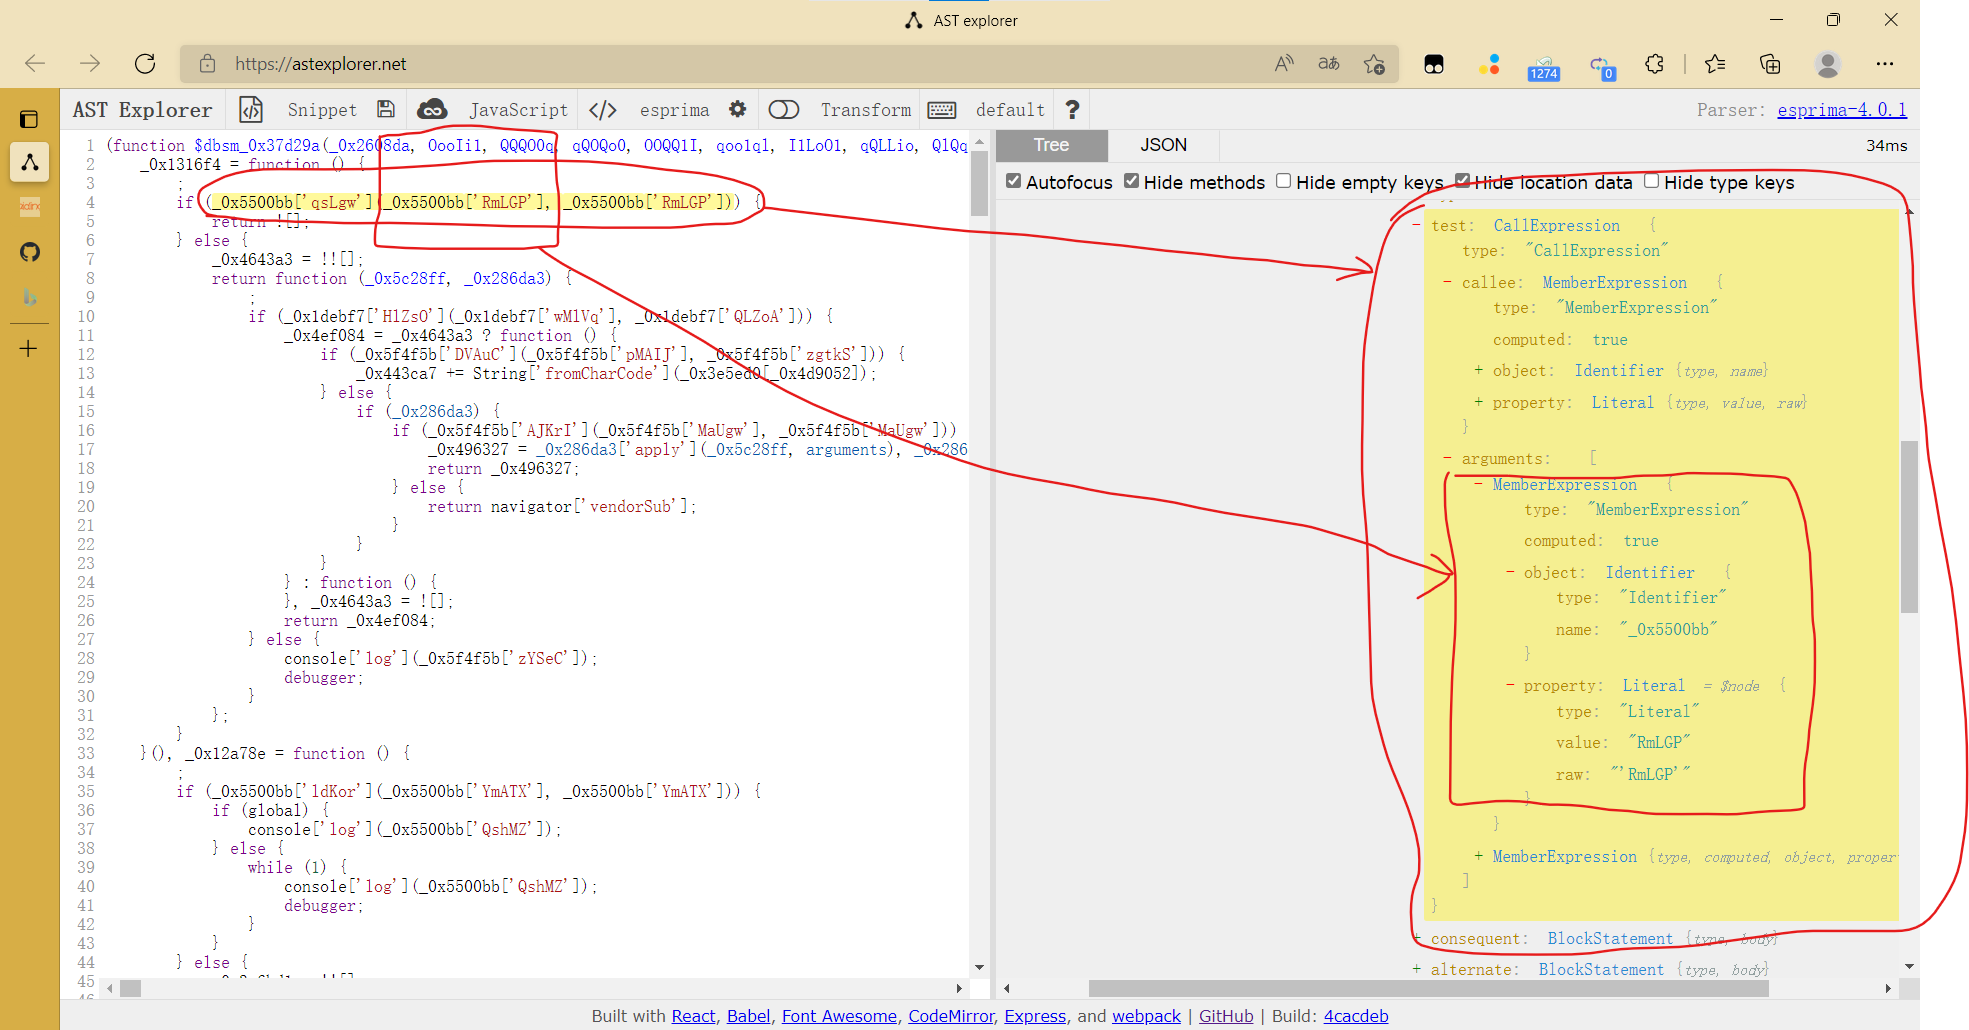 AST explorer
https://astexplorer.net
1274
0
AST Explorer Snippet JavaScript </> esprima Transform default ? Parser: esprima-4.0.1
Tree JSON 34ms
Autofocus Hide methods Hide empty keys Hide location data Hide type keys
1 (function $dbsm_0x37d29a(_0x2608da, OooIi1, QQQO0q, qQOQo0, OOQQ1I, qoo1ql, I1LoO1, qQLLio, QlQq
2 _0x1316f4 = function () {
3 ;
4 if (_0x5500bb['qsLgw'](_0x5500bb['RmLGP'], _0x5500bb['RmLGP'])) {
5 return ![];
6 } else {
7 _0x4643a3 = !![];
8 return function (_0x5c28ff, _0x286da3) {
9 ;
10 if (_0x1debf7['HlZsO'](_0x1debf7['wMlVq'], _0x1debf7['QLZoA'])) {
11 _0x4ef084 = _0x4643a3 ? function () {
12 if (_0x5f4f5b['DVAuC'](_0x5f4f5b['pMAIJ'], _0x5f4f5b['zgtkS'])) {
13 _0x443ca7 += String['fromCharCode'](_0x3e5ed0[_0x4d9052]);
14 } else {
15 if (_0x286da3) {
16 if (_0x5f4f5b['AJKrI'](_0x5f4f5b['MaUgw'], _0x5f4f5b['MaUgw']))
17 _0x496327 = _0x286da3['apply'](_0x5c28ff, arguments), _0x286
18 return _0x496327;
19 } else {
20 return navigator['vendorSub'];
21 }
22 }
23 }
24 } : function () {
25 }, _0x4643a3 = ![];
26 return _0x4ef084;
27 } else {
28 console['log'](_0x5f4f5b['zYSeC']);
29 debugger;
30 }
31 };
32 }
33 }(), _0x12a78e = function () {
34 ;
35 if (_0x5500bb['ldKor'](_0x5500bb['YmATX'], _0x5500bb['YmATX'])) {
36 if (global) {
37 console['log'](_0x5500bb['QshMZ']);
38 } else {
39 while (1) {
40 console['log'](_0x5500bb['QshMZ']);
41 debugger;
42 }
43 }
44 } else {
45
- test: CallExpression {
type: "CallExpression"
- callee: MemberExpression {
type: "MemberExpression"
computed: true
+ object: Identifier {type, name}
+ property: Literal {type, value, raw}
}
- arguments: [
- MemberExpression {
type: "MemberExpression"
computed: true
- object: Identifier {
type: "Identifier"
name: "_0x5500bb"
}
- property: Literal = $node {
type: "Literal"
value: "RmLGP"
raw: "'RmLGP'"
}
}
+ MemberExpression {type, computed, object, proper
]
}
+ consequent: BlockStatement {type, body}
+ alternate: BlockStatement {type, body}
Built with React, Babel, Font Awesome, CodeMirror, Express, and webpack | GitHub | Build: 4cacdeb